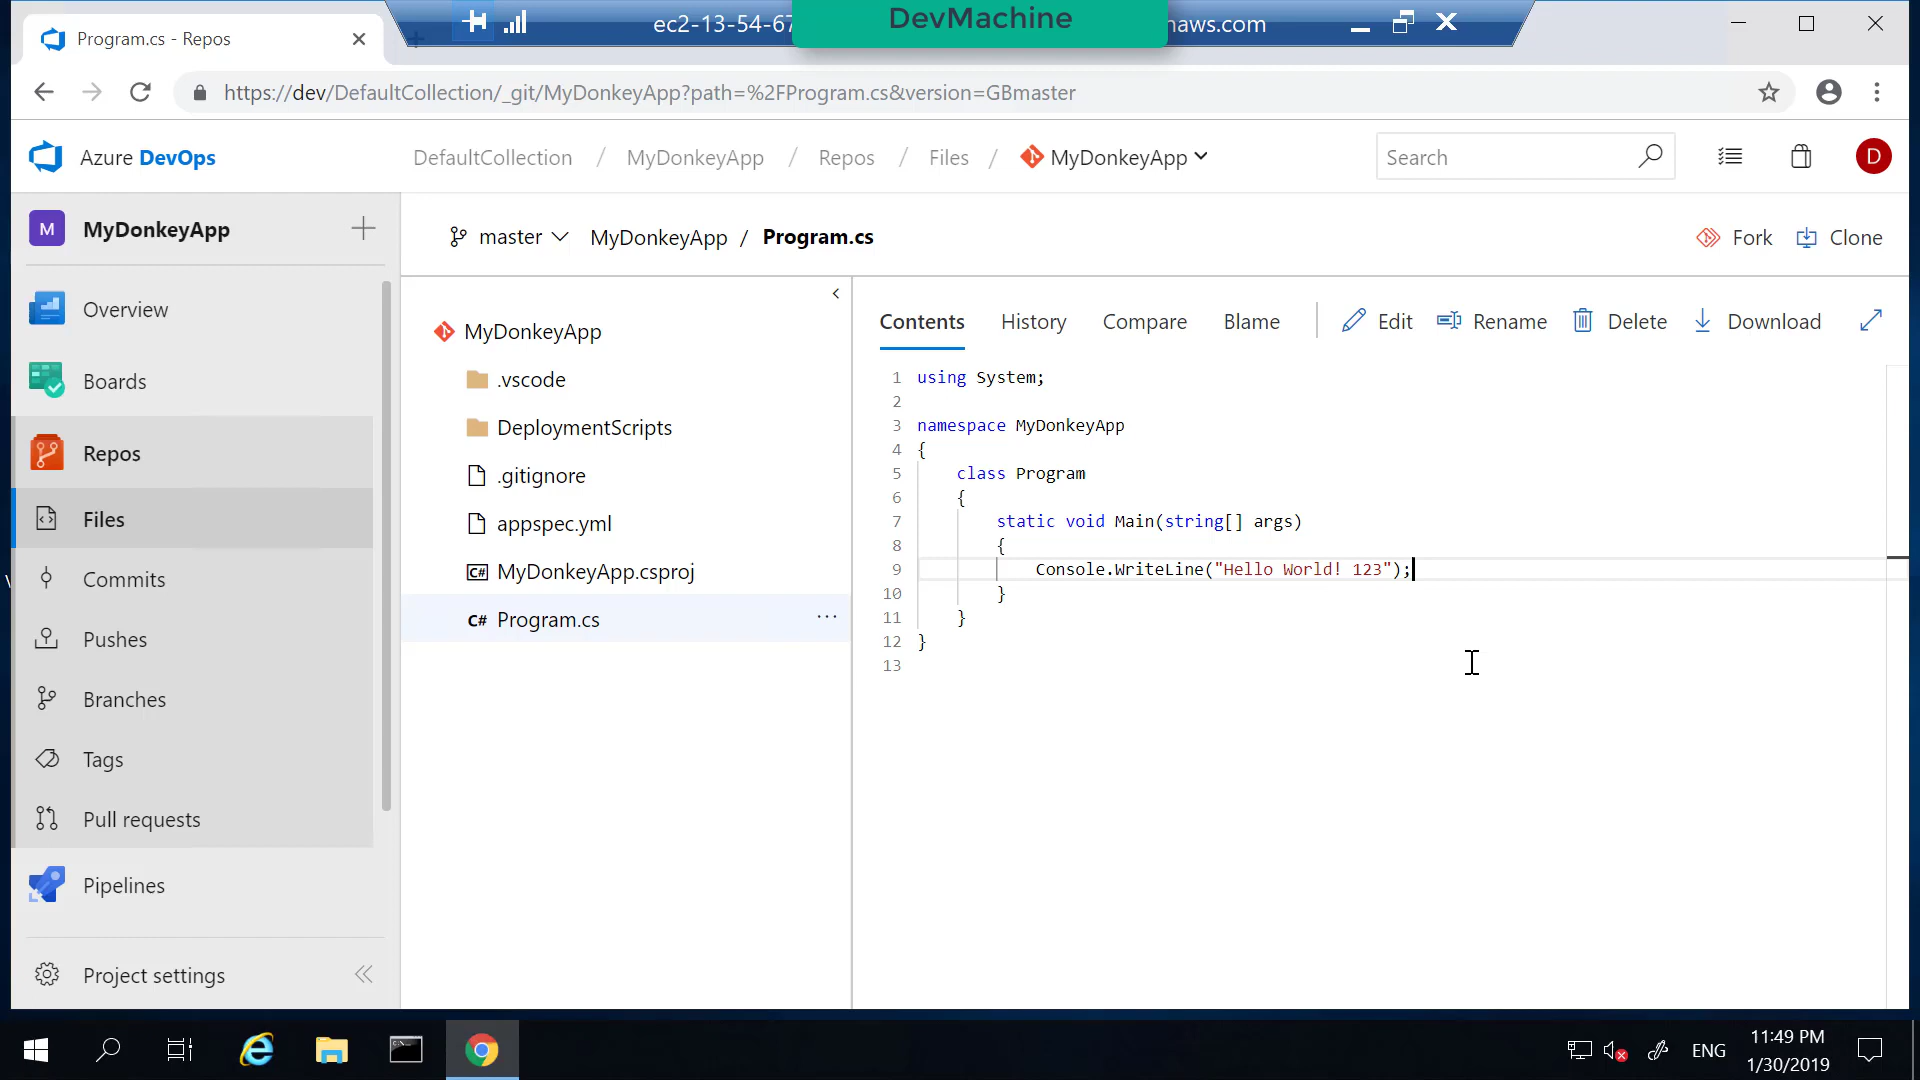 Program.cs - Repos
ec2-13-54-67
DevMachine
naws.com
https://dev/DefaultCollection/_git/MyDonkeyApp?path=%2FProgram.cs&version=GBmaster
Azure DevOps
DefaultCollection / MyDonkeyApp / Repos / Files / MyDonkeyApp
Search
D
M
MyDonkeyApp
master
MyDonkeyApp / Program.cs
Fork
Clone
Overview
Boards
Repos
Files
Commits
Pushes
Branches
Tags
Pull requests
Pipelines
Project settings
MyDonkeyApp
.vscode
DeploymentScripts
.gitignore
appspec.yml
C# MyDonkeyApp.csproj
C# Program.cs
Contents
History
Compare
Blame
Edit
Rename
Delete
Download
1 using System;
2
3 namespace MyDonkeyApp
4 {
5 class Program
6 {
7 static void Main(string[] args)
8 {
9 Console.WriteLine("Hello World! 123");
10 }
11 }
12 }
13
ENG
11:49 PM
1/30/2019